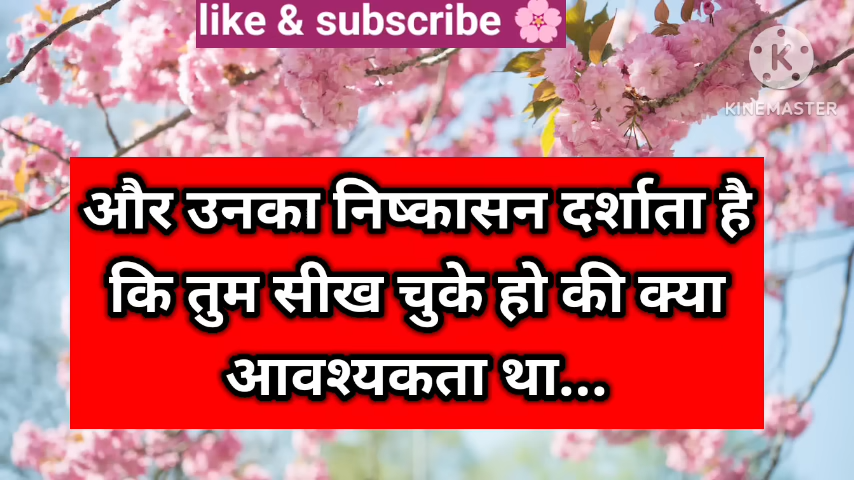 like & subscribe 🌸
KINEMASTER
और उनका निष्कासन दर्शाता है
कि तुम सीख चुके हो की क्या
आवश्यकता था...